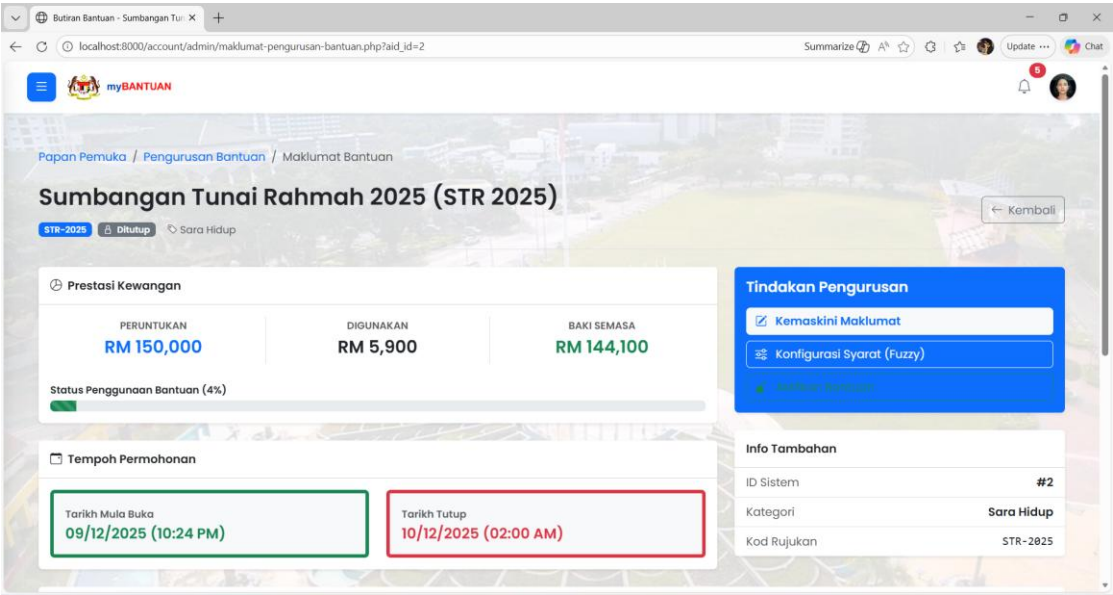 Butiran Bantuan - Sumbangan Tun
localhost:8000/account/admin/maklumat-pengurusan-bantuan.php?aid_id=2
Summarize
Update
Chat
myBANTUAN
5
Papan Pemuka / Pengurusan Bantuan / Maklumat Bantuan
Sumbangan Tunai Rahmah 2025 (STR 2025)
← Kembali
STR-2025 Ditutup Sara Hidup
Prestasi Kewangan
PERUNTUKAN
RM 150,000
DIGUNAKAN
RM 5,900
BAKI SEMASA
RM 144,100
Status Penggunaan Bantuan (4%)
Tempoh Permohonan
Tarikh Mula Buka
09/12/2025 (10:24 PM)
Tarikh Tutup
10/12/2025 (02:00 AM)
Tindakan Pengurusan
Kemaskini Maklumat
Konfigurasi Syarat (Fuzzy)
Info Tambahan
ID Sistem #2
Kategori Sara Hidup
Kod Rujukan STR-2025